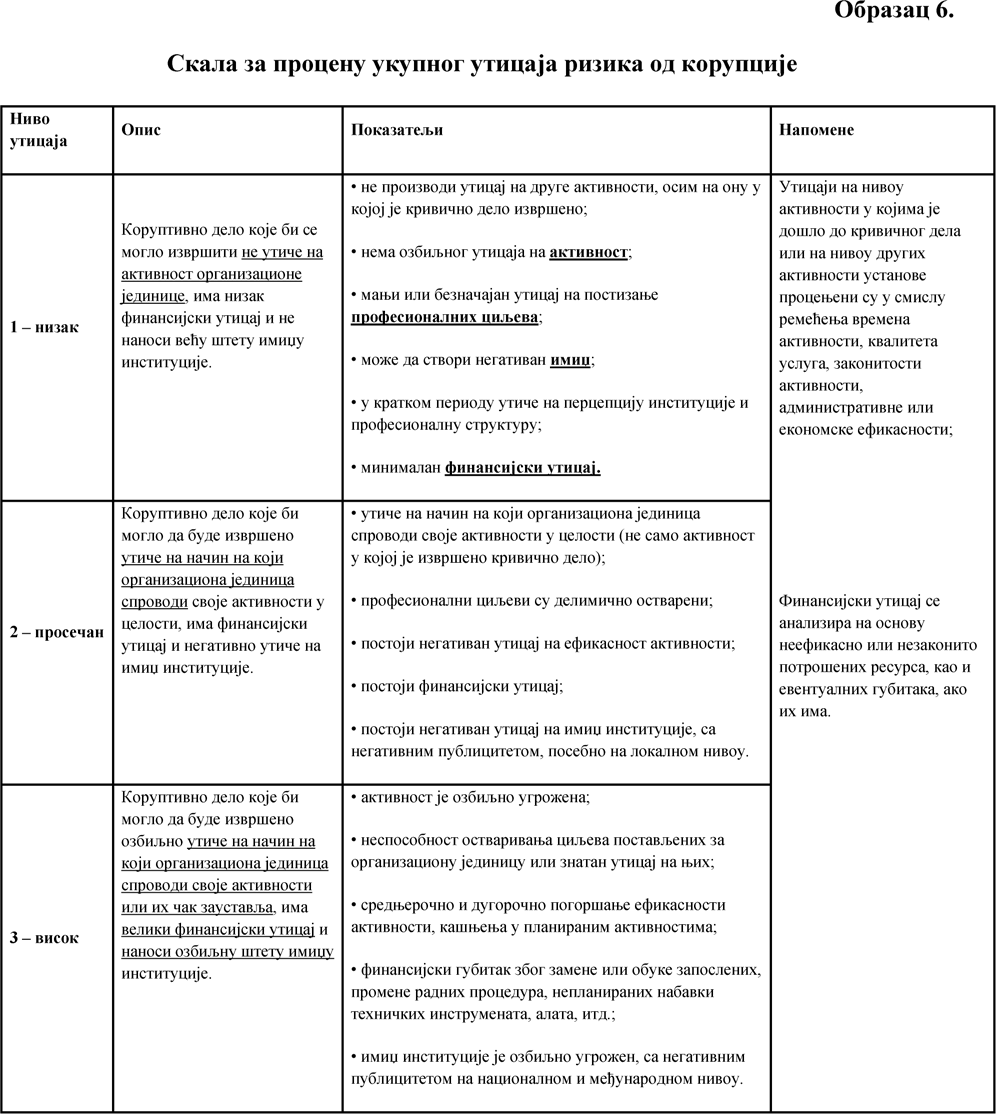 Образац 6.
Скала за процену укупног утицаја ризика од корупције
Ниво
утицаја
Опис
Показатељи
Напомене
1 – низак
Коруптивно дело које би се
могло извршити не утиче на
активност организационе
јединице, има низак
финансијски утицај и не
наноси већу штету имиџу
институције.
• не производи утицај на друге активности, осим на ону у
којој је кривично дело извршено;
• нема озбиљног утицаја на активност;
• мањи или безначајан утицај на постизање
професионалних циљева;
• може да створи негативан имиџ;
• у кратком периоду утиче на перцепцију институције и
професионалну структуру;
• минималан финансијски утицај.
Утицаји на нивоу
активности у којима је
дошло до кривичног дела
или на нивоу других
активности установе
процењени су у смислу
ремећења времена
активности, квалитета
услуга, законитости
активности,
административне или
економске ефикасности;
2 – просечан
Коруптивно дело које би
могло да буде извршено
утиче на начин на који
организациона јединица
спроводи своје активности у
целости, има финансијски
утицај и негативно утиче на
имиџ институције.
• утиче на начин на који организациона јединица
спроводи своје активности у целости (не само активност
у којој је извршено кривично дело);
• професионални циљеви су делимично остварени;
• постоји негативан утицај на ефикасност активности;
• постоји финансијски утицај;
• постоји негативан утицај на имиџ институције, са
негативним публицитетом, посебно на локалном нивоу.
Финансијски утицај се
анализира на основу
неефикасно или незаконито
потрошених ресурса, као и
евентуалних губитака, ако
их има.
3 – висок
Коруптивно дело које би
могло да буде извршено
озбиљно утиче на начин на
који организациона јединица
спроводи своје активности
или их чак зауставља, има
велики финансијски утицај и
наноси озбиљну штету имиџу
институције.
• активност је озбиљно угрожена;
• неспособност остваривања циљева постављених за
организациону јединицу или знатан утицај на њих;
• средњерочно и дугорочно погоршање ефикасности
активности, кашњења у планираним активностима;
• финансијски губитак због замене или обуке запослених,
промене радних процедура, непланираних набавки
техничких инструмената, алата, итд.;
• имиџ институције је озбиљно угрожен, са негативним
публицитетом на националном и међународном нивоу.